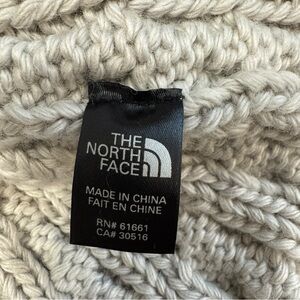 THE
NORTH
FACE
MADE IN CHINA
FAIT EN CHINE
RN# 61661
CA# 30516